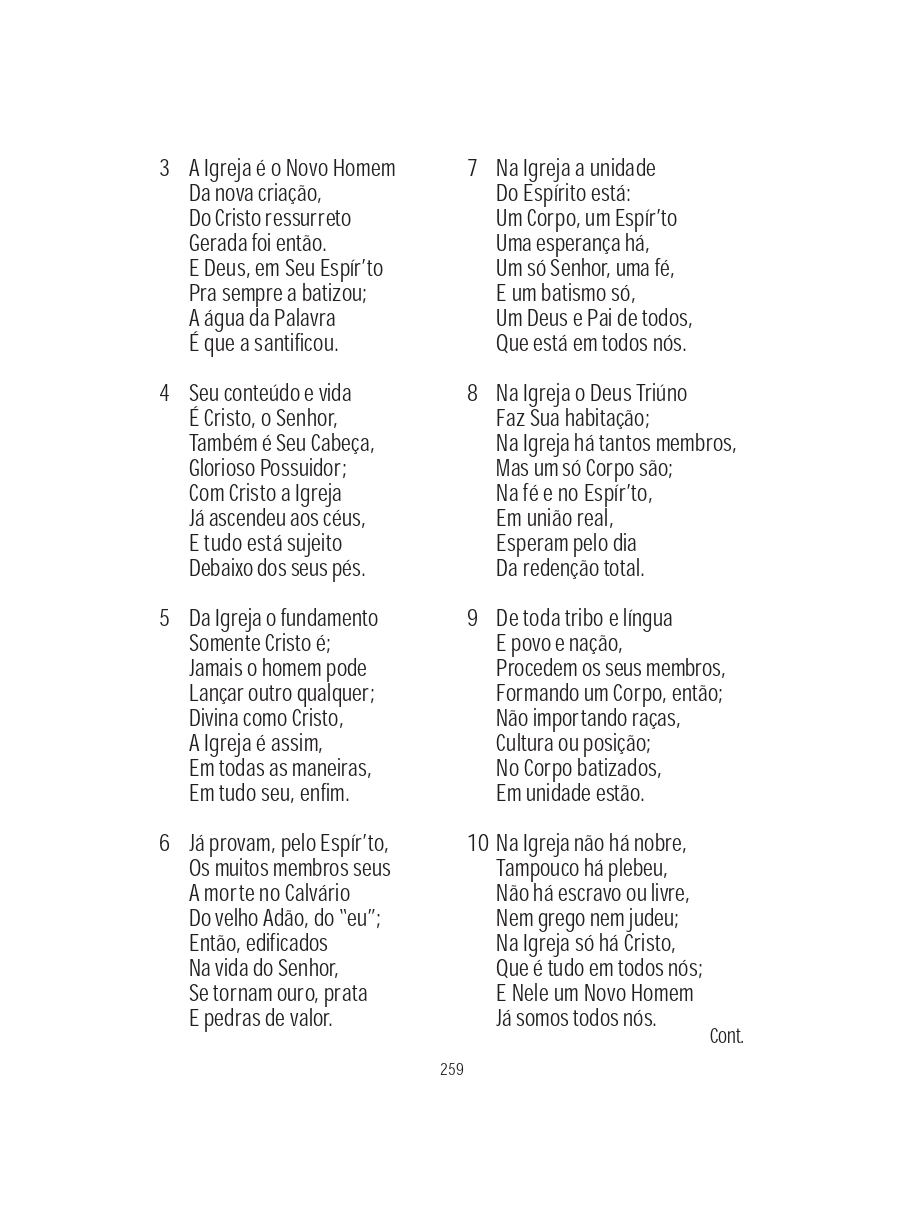 3 A Igreja é o Novo Homem
Da nova criação,
Do Cristo ressurreto
Gerada foi então.
E Deus, em Seu Espír’to
Pra sempre a batizou;
A água da Palavra
É que a santificou.
4 Seu conteúdo e vida
É Cristo, o Senhor,
Também é Seu Cabeça,
Glorioso Possuidor;
Com Cristo a Igreja
Já ascendeu aos céus,
E tudo está sujeito
Debaixo dos seus pés.
5 Da Igreja o fundamento
Somente Cristo é;
Jamais o homem pode
Lançar outro qualquer;
Divina como Cristo,
A Igreja é assim,
Em todas as maneiras,
Em tudo seu, enfim.
6 Já provam, pelo Espír’to,
Os muitos membros seus
A morte no Calvário
Do velho Adão, do “eu”;
Então, edificados
Na vida do Senhor,
Se tornam ouro, prata
E pedras de valor.
7 Na Igreja a unidade
Do Espírito está:
Um Corpo, um Espír’to
Uma esperança há,
Um só Senhor, uma fé,
E um batismo só,
Um Deus e Pai de todos,
Que está em todos nós.
8 Na Igreja o Deus Triúno
Faz Sua habitação;
Na Igreja há tantos membros,
Mas um só Corpo são;
Na fé e no Espír’to,
Em união real,
Esperam pelo dia
Da redenção total.
9 De toda tribo e língua
E povo e nação,
Procedem os seus membros,
Formando um Corpo, então;
Não importando raças,
Cultura ou posição;
No Corpo batizados,
Em unidade estão.
10 Na Igreja não há nobre,
Tampouco há plebeu,
Não há escravo ou livre,
Nem grego nem judeu;
Na Igreja só há Cristo,
Que é tudo em todos nós;
E Nele um Novo Homem
Já somos todos nós.
Cont.
259